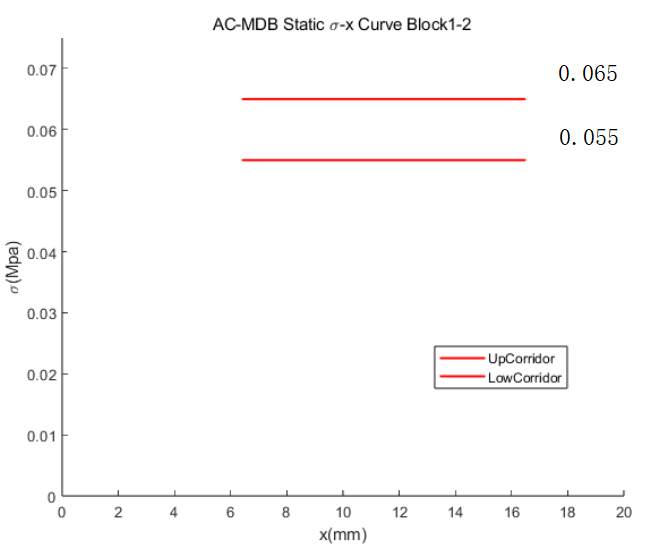 AC-MDB Static σ-x Curve Block1-2
0.065
0.055
0.07
0.06
0.05
0.04
0.03
0.02
0.01
0
σ(Mpa)
UpCorridor
LowCorridor
0 2 4 6 8 10 12 14 16 18 20
x(mm)